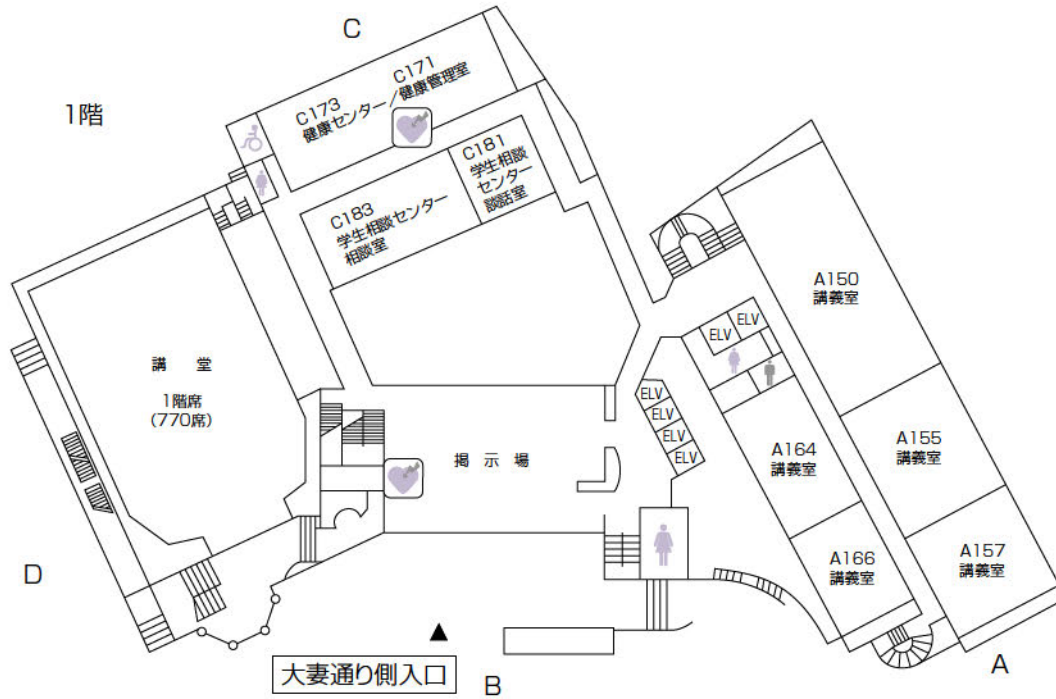 C
1階
C171
C173
健康センター/健康管理室
C181
学生相談
センター
談話室
C183
学生相談センター
相談室
A150
講義室
ELV
ELV
講 堂
1階席
(770席)
ELV
ELV
ELV
ELV
掲 示 場
A164
講義室
A155
講義室
A166
講義室
A157
講義室
D
▲
大妻通り側入口
B
A